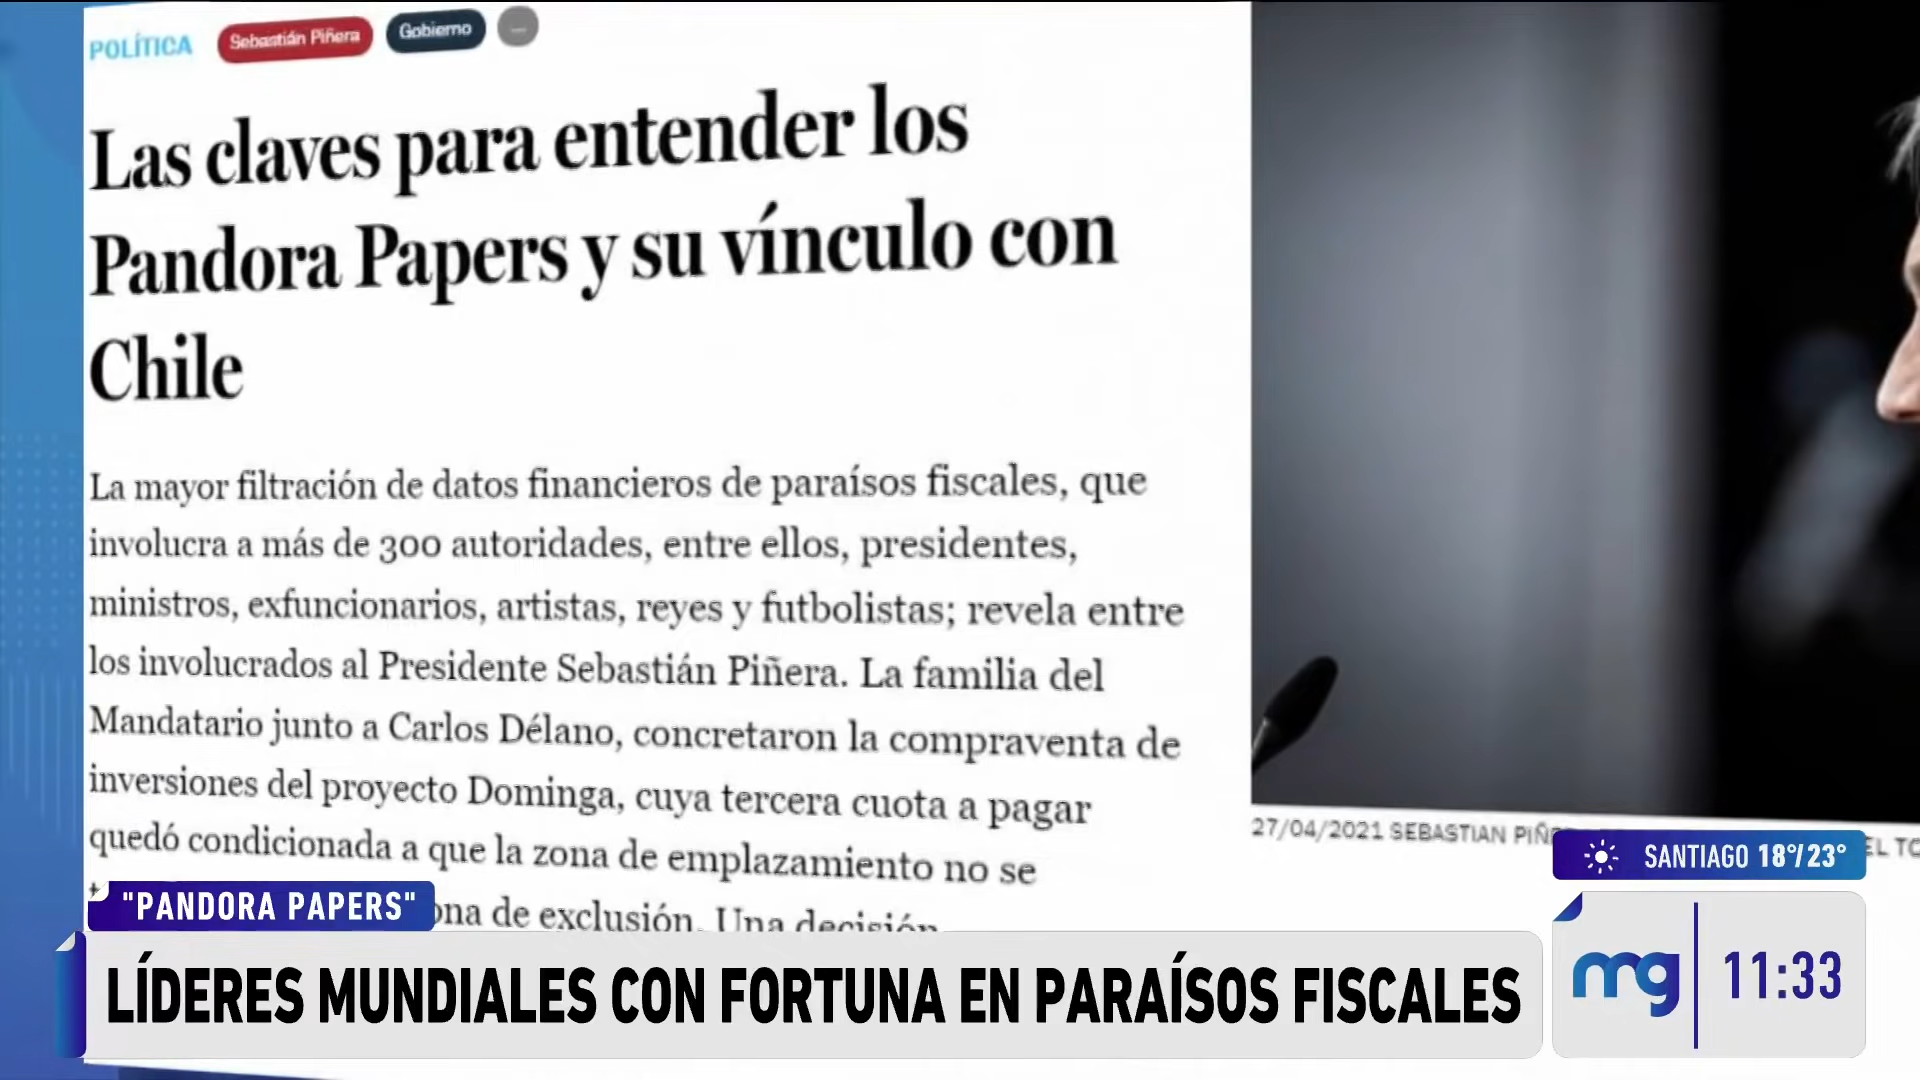 POLÍTICA Sebastián Piñera Gobierno ...
Las claves para entender los
Pandora Papers y su vínculo con
Chile
La mayor filtración de datos financieros de paraísos fiscales, que
involucra a más de 300 autoridades, entre ellos, presidentes,
ministros, exfuncionarios, artistas, reyes y futbolistas; revela entre
los involucrados al Presidente Sebastián Piñera. La familia del
Mandatario junto a Carlos Délano, concretaron la compraventa de
inversiones del proyecto Dominga, cuya tercera cuota a pagar
quedó condicionada a que la zona de emplazamiento no se
de exclusión. Una decisión
27/04/2021 SEBASTIAN
"PANDORA PAPERS"
LÍDERES MUNDIALES CON FORTUNA EN PARAÍSOS FISCALES
SANTIAGO 18°/23°
mg 11:33